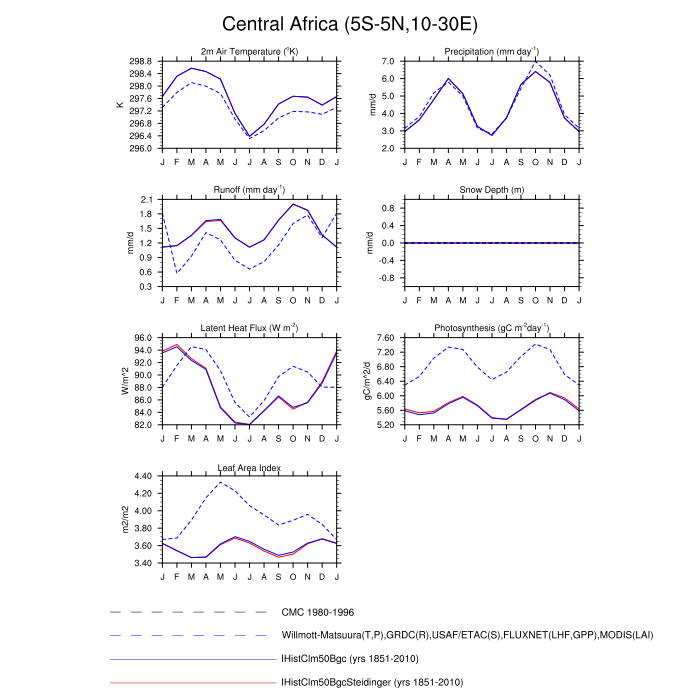 Central Africa (5S-5N,10-30E)
2m Air Temperature (°K)
298.8
298.4
298.0
297.6
297.2
296.8
296.4
296.0
K
J F M A M J J A S O N D J
Precipitation (mm day-1)
7.0
6.0
5.0
4.0
3.0
2.0
mm/d
J F M A M J J A S O N D J
Runoff (mm day-1)
2.1
1.8
1.5
1.2
0.9
0.6
0.3
mm/d
J F M A M J J A S O N D J
Snow Depth (m)
0.8
0.4
0.0
-0.4
-0.8
mm/d
J F M A M J J A S O N D J
Latent Heat Flux (W m-2)
96.0
94.0
92.0
90.0
88.0
86.0
84.0
82.0
W/m^2
J F M A M J J A S O N D J
Photosynthesis (gC m-2day-1)
7.60
7.20
6.80
6.40
6.00
5.60
5.20
gC/m^2/d
J F M A M J J A S O N D J
Leaf Area Index
4.40
4.20
4.00
3.80
3.60
3.40
m2/m2
J F M A M J J A S O N D J
CMC 1980-1996
Willmott-Matsuura(T,P),GRDC(R),USAF/ETAC(S),FLUXNET(LHF,GPP),MODIS(LAI)
IHistClm50Bgc (yrs 1851-2010)
IHistClm50BgcSteidinger (yrs 1851-2010)